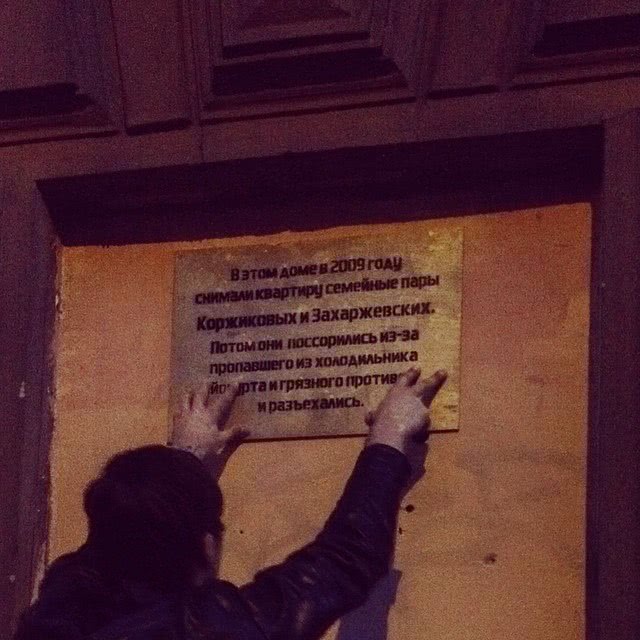 В этом доме в 2009 году
снимали квартиру семейные пары
Коржиковых и Захаржевских.
Потом они поссорились из-за
пропавшего из холодильника
йогурта и грязного
и разъехались.